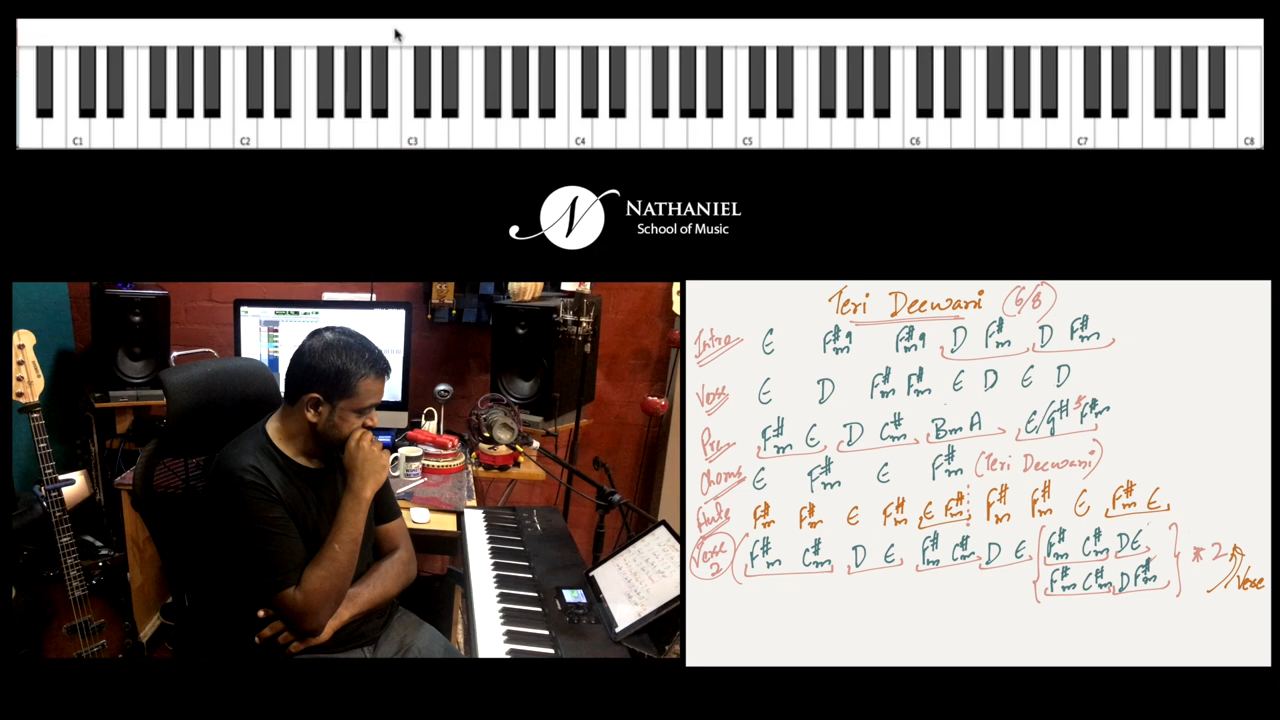 C1 C2 C3 C4 C5 C6 C7 C8
NATHANIEL
School of Music
Teri Deewani (6/8)
Intro E F#m9 F#m9 D F#m D F#m
Verse E D F#m F#m E D E D
Pre F#m E D C#m Bm A E/G# F#m
Chorus E F#m E F#m (Teri Deewani)
Flute F#m F#m E F#m E F#m F#m F#m E F#m E
Verse 2 (F#m C#m D E F#m C#m D E (F#m C#m D E
F#m C#m D F#m } * 2
Verse